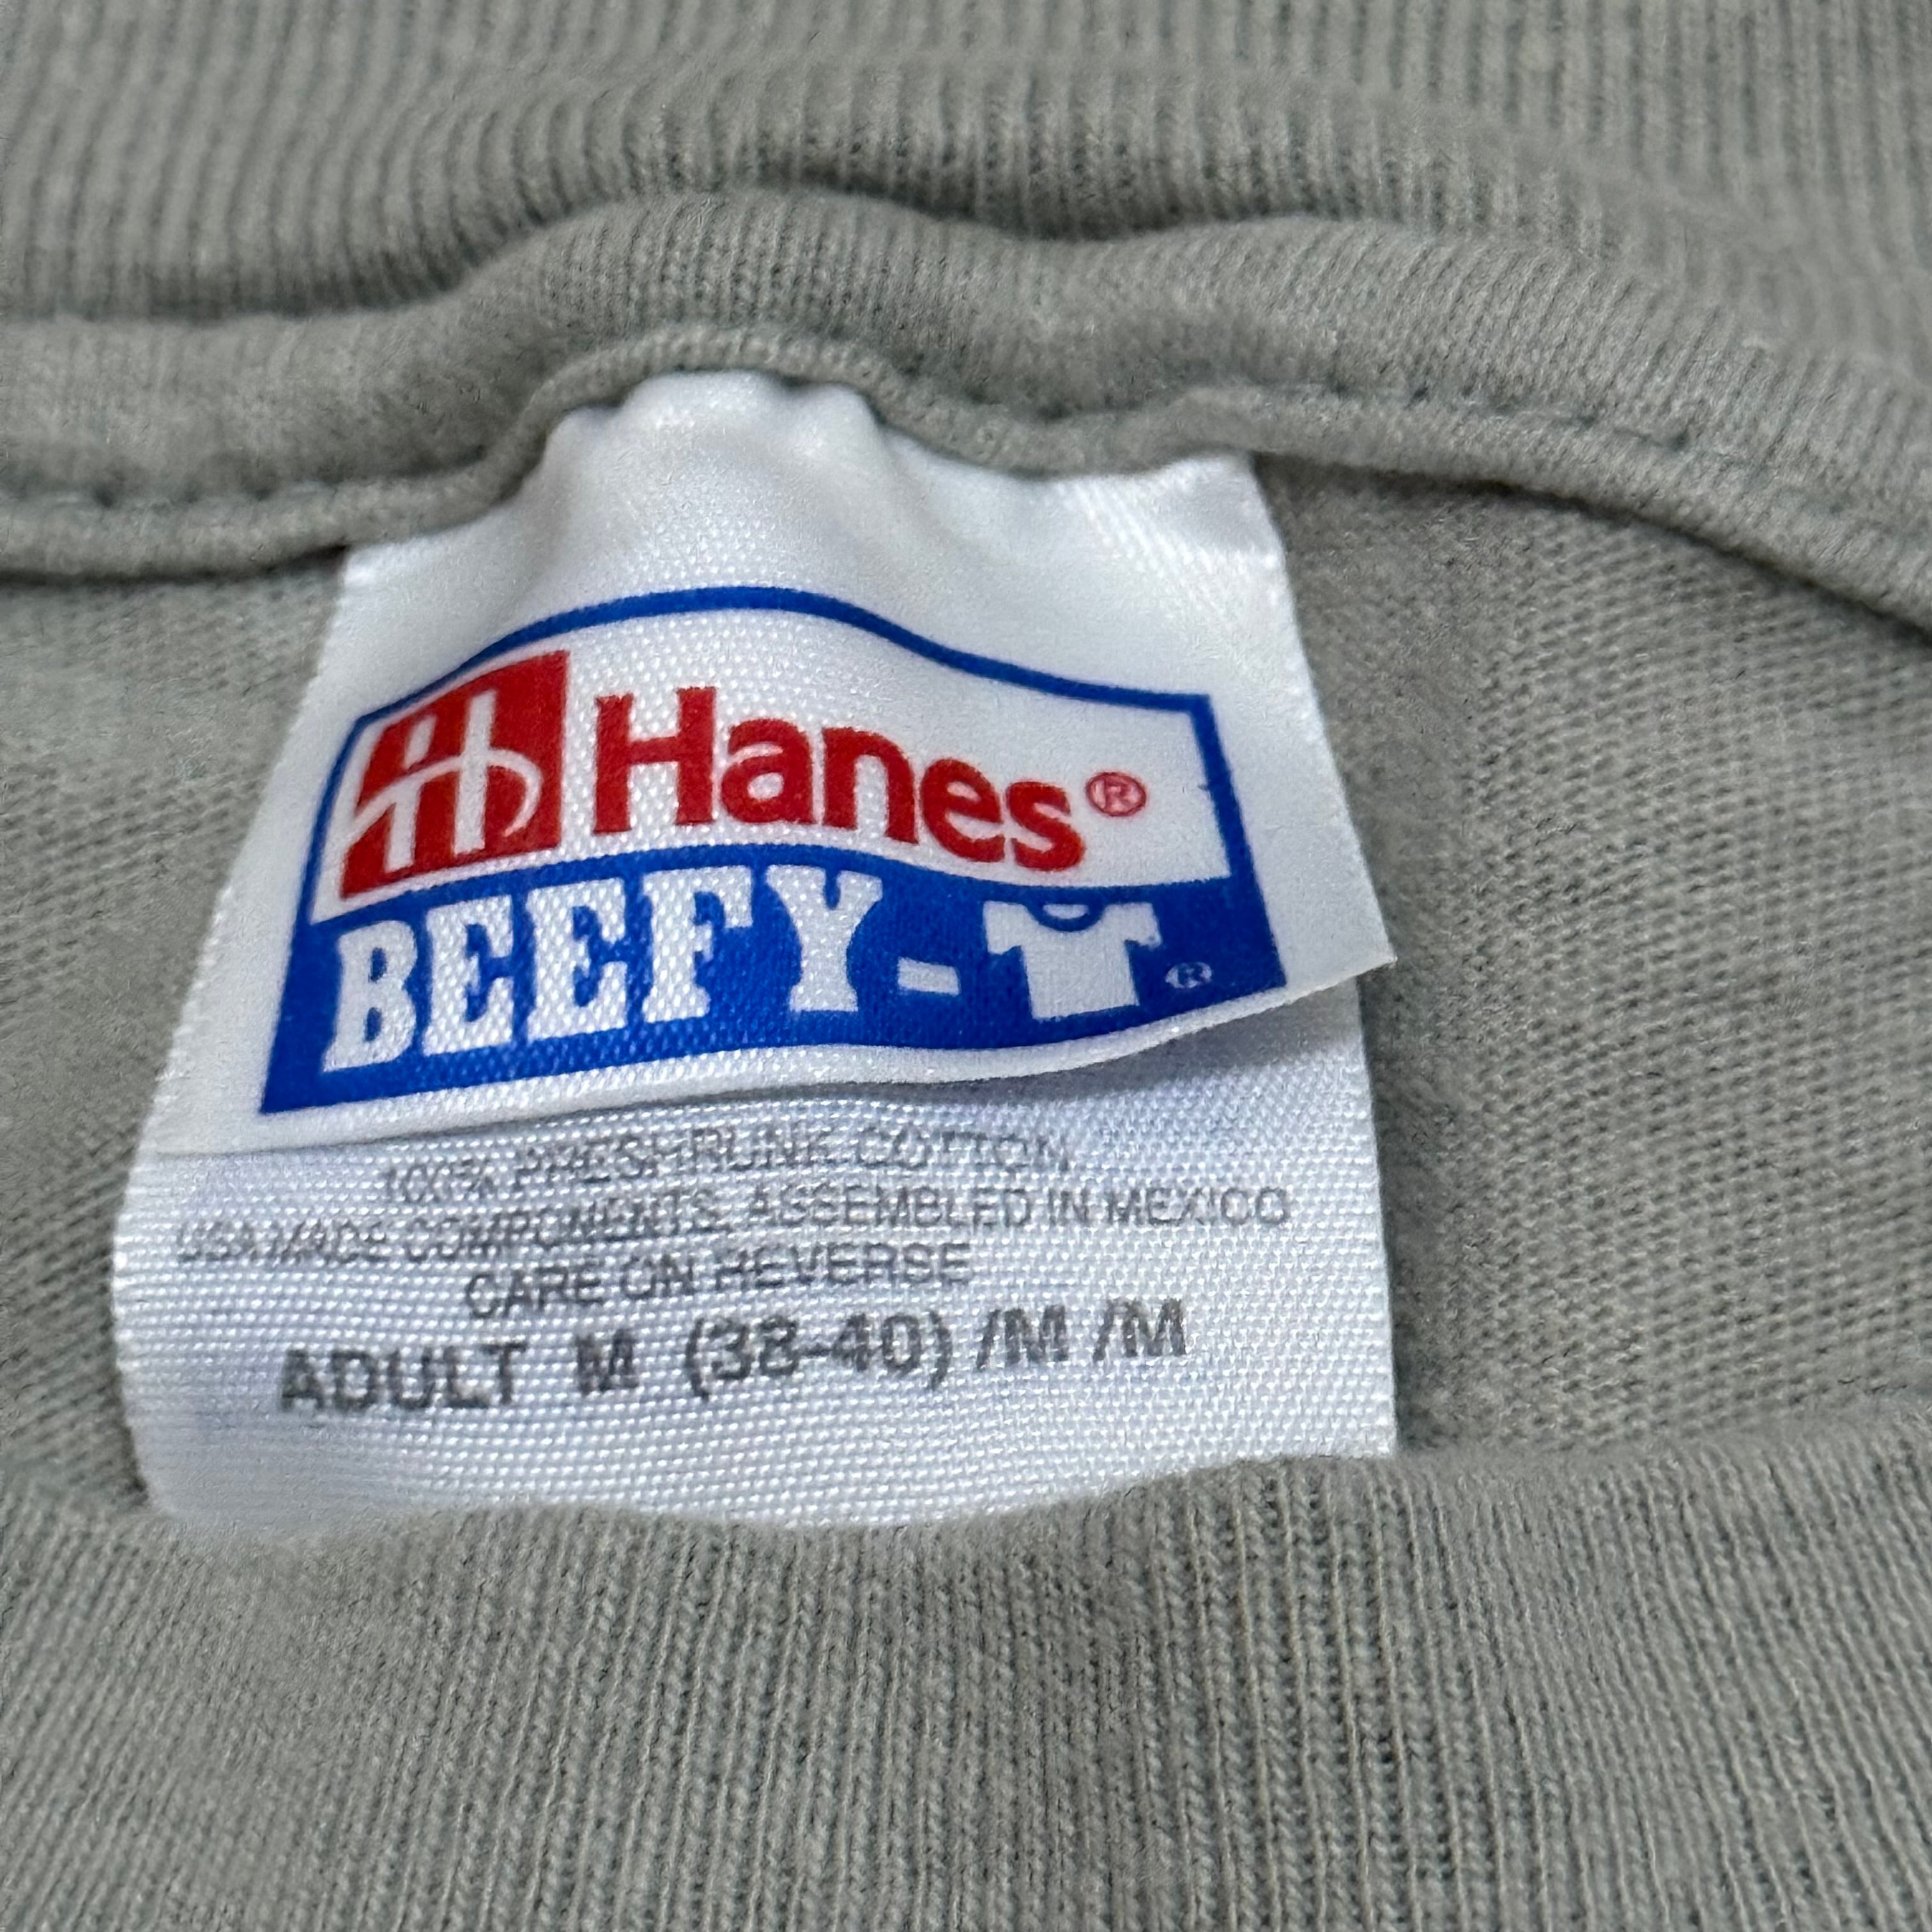 Hanes®
BEEFY-T®
100% PRESHRUNK COTTON,
USA MADE COMPONENTS, ASSEMBLED IN MEXICO
CARE ON REVERSE
ADULT M (38-40) /M /M